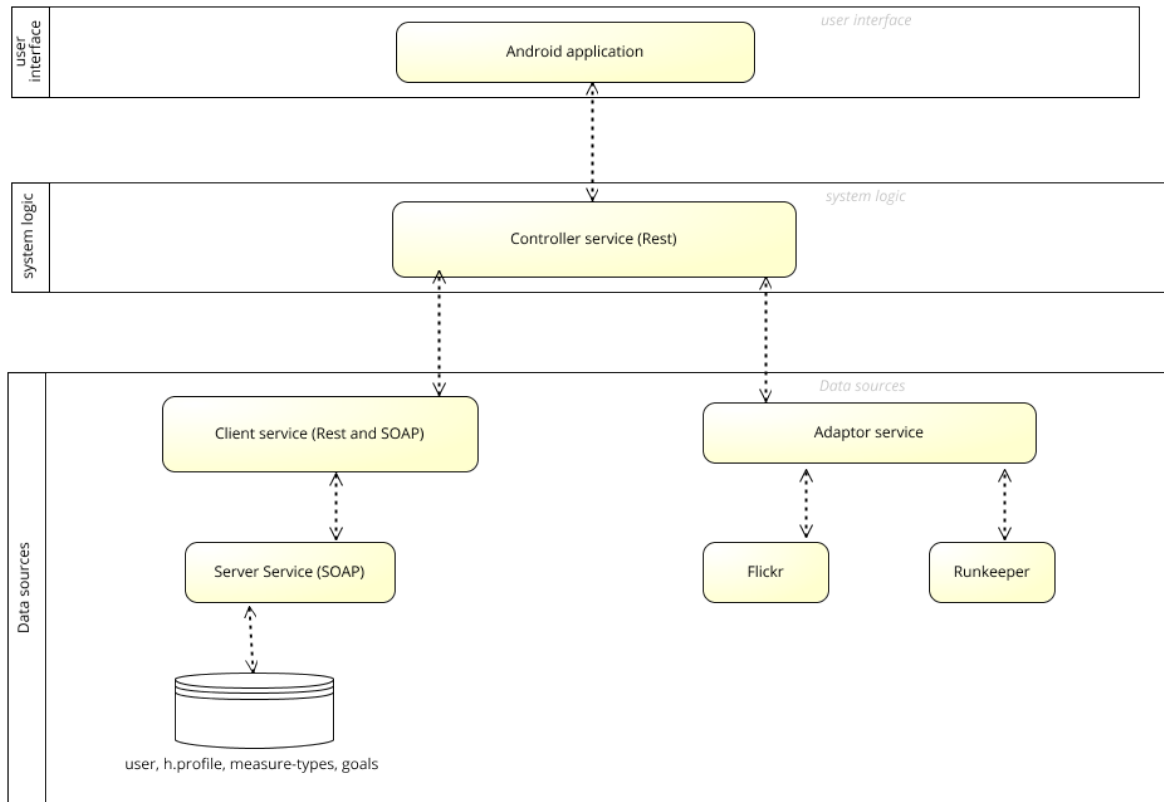 user interface
user
interface
Android application
system logic
system logic
Controller service (Rest)
Data sources
Data sources
Client service (Rest and SOAP)
Adaptor service
Server Service (SOAP)
Flickr
Runkeeper
user, h.profile, measure-types, goals